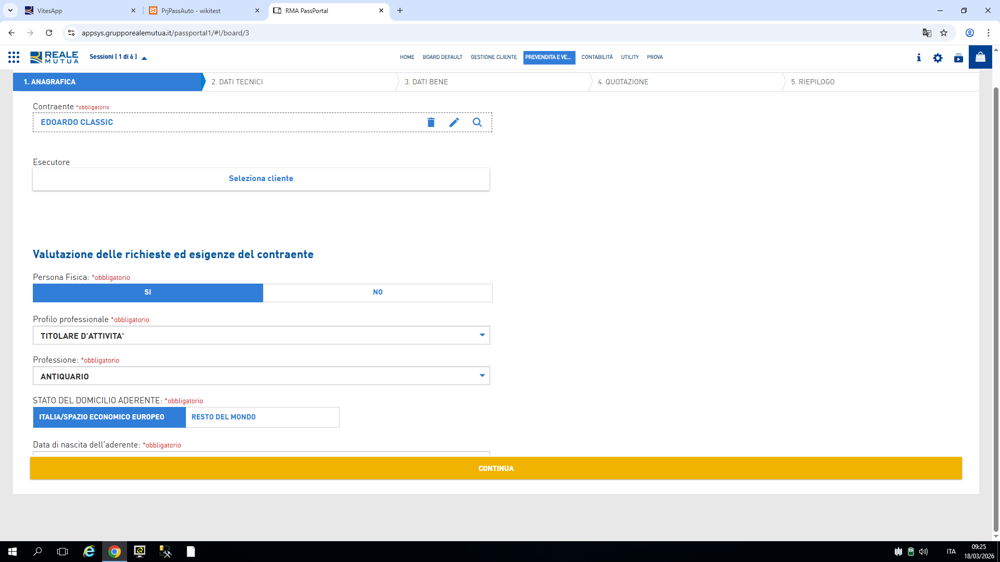 VitesApp
PrjPassAuto - wikitest
RMA PassPortal
appsys.grupporealemutua.it/passportal1/#!/board/3
REALE MUTUA
Sessioni ( 1 di 6 )
HOME
BOARD DEFAULT
GESTIONE CLIENTE
PREVENDITA E VE...
CONTABILITÀ
UTILITY
PROVA
1. ANAGRAFICA
2. DATI TECNICI
3. DATI BENE
4. QUOTAZIONE
5. RIEPILOGO
Contraente *obbligatorio
EDOARDO CLASSIC
Esecutore
Seleziona cliente
Valutazione delle richieste ed esigenze del contraente
Persona Fisica: *obbligatorio
SI
NO
Profilo professionale *obbligatorio
TITOLARE D'ATTIVITA'
Professione: *obbligatorio
ANTIQUARIO
STATO DEL DOMICILIO ADERENTE: *obbligatorio
ITALIA/SPAZIO ECONOMICO EUROPEO
RESTO DEL MONDO
Data di nascita dell'aderente: *obbligatorio
CONTINUA
ITA
09:25
18/03/2026